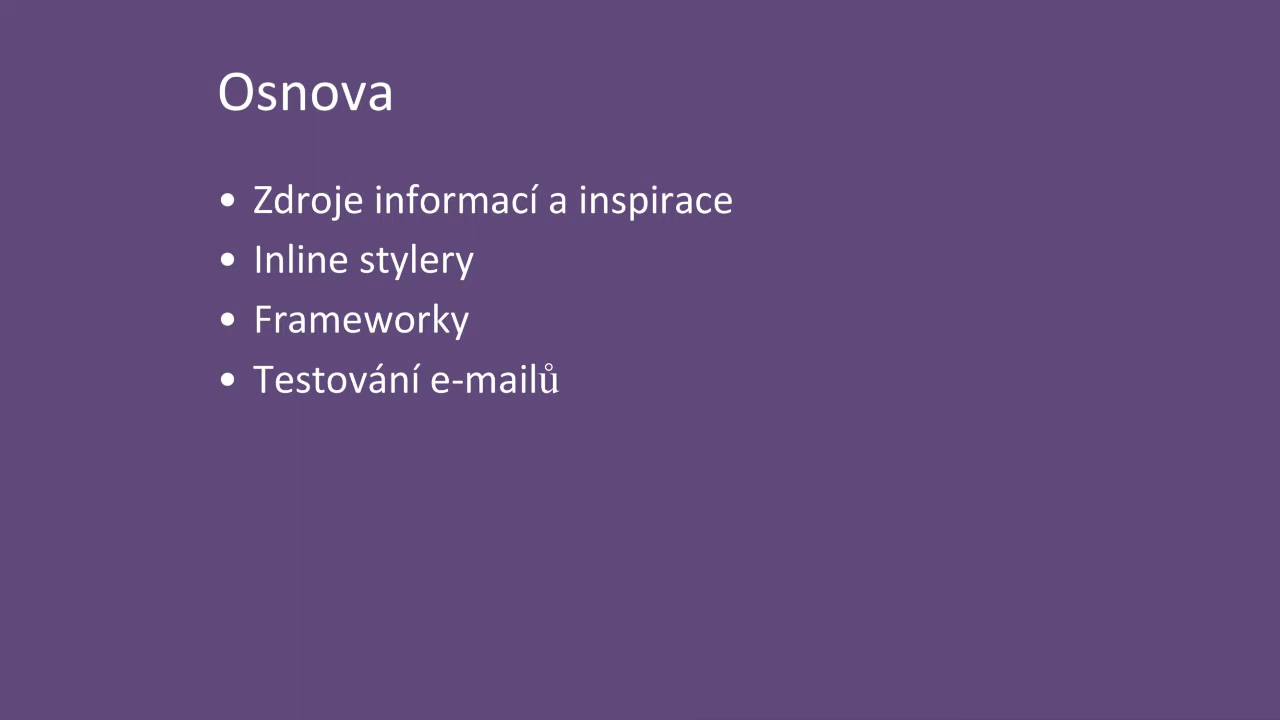 Osnova
• Zdroje informací a inspirace
• Inline stylery
• Frameworky
• Testování e-mailů